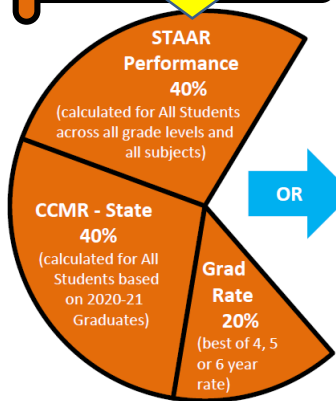 STAAR
Performance
40%
(calculated for All Students
across all grade levels and
all subjects)
CCMR - State
40%
(calculated for All
Students based
on 2020-21
Graduates)
Grad
Rate
20%
(best of 4, 5
or 6 year
rate)
OR